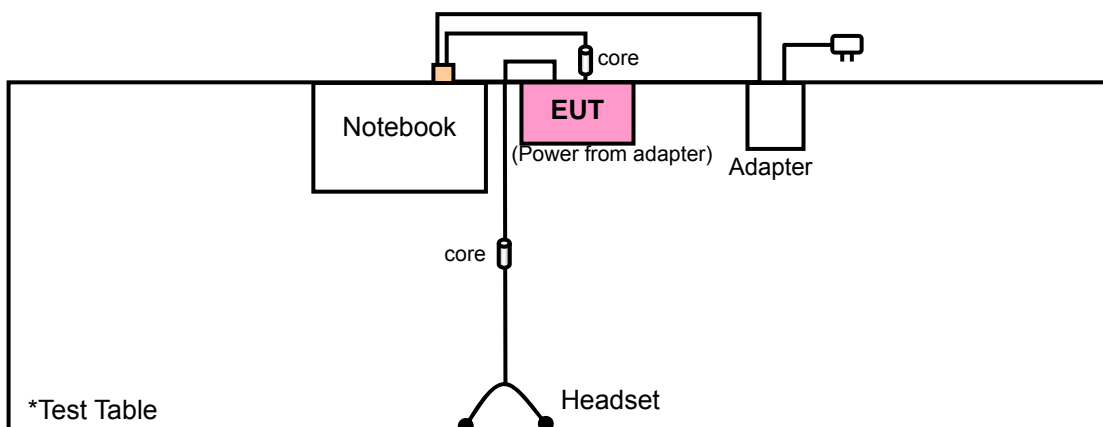 core
Notebook
EUT
(Power from adapter)
Adapter
core
Headset
*Test Table